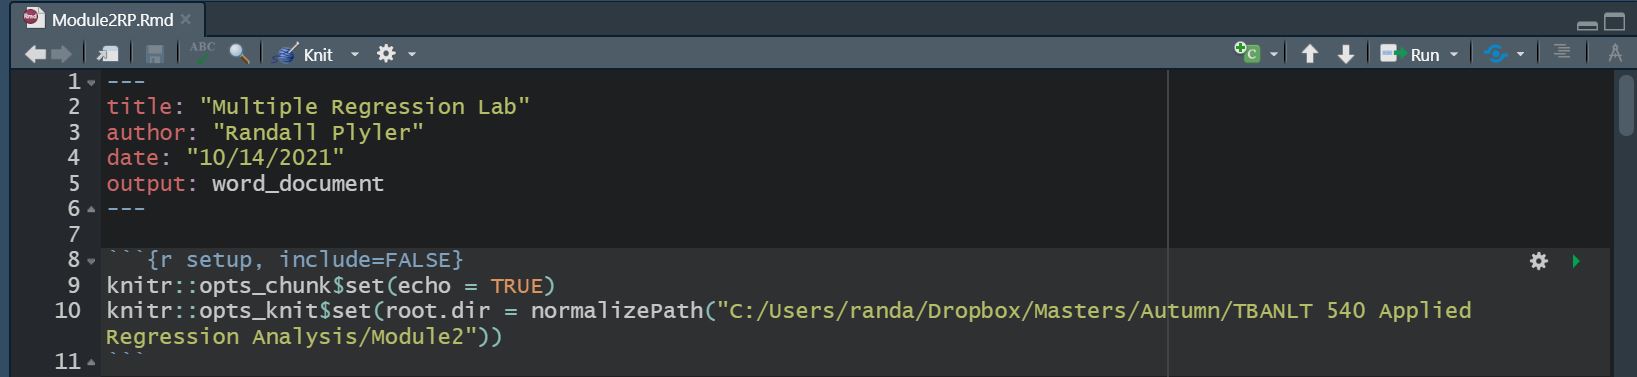 Rmd Module2RP.Rmd
ABC Knit C Run
1 ---
2 title: "Multiple Regression Lab"
3 author: "Randall Plyler"
4 date: "10/14/2021"
5 output: word_document
6 ---
7
8 ```{r setup, include=FALSE}
9 knitr::opts_chunk$set(echo = TRUE)
10 knitr::opts_knit$set(root.dir = normalizePath("C:/Users/randa/Dropbox/Masters/Autumn/TBANLT 540 Applied
Regression Analysis/Module2"))
11 ```